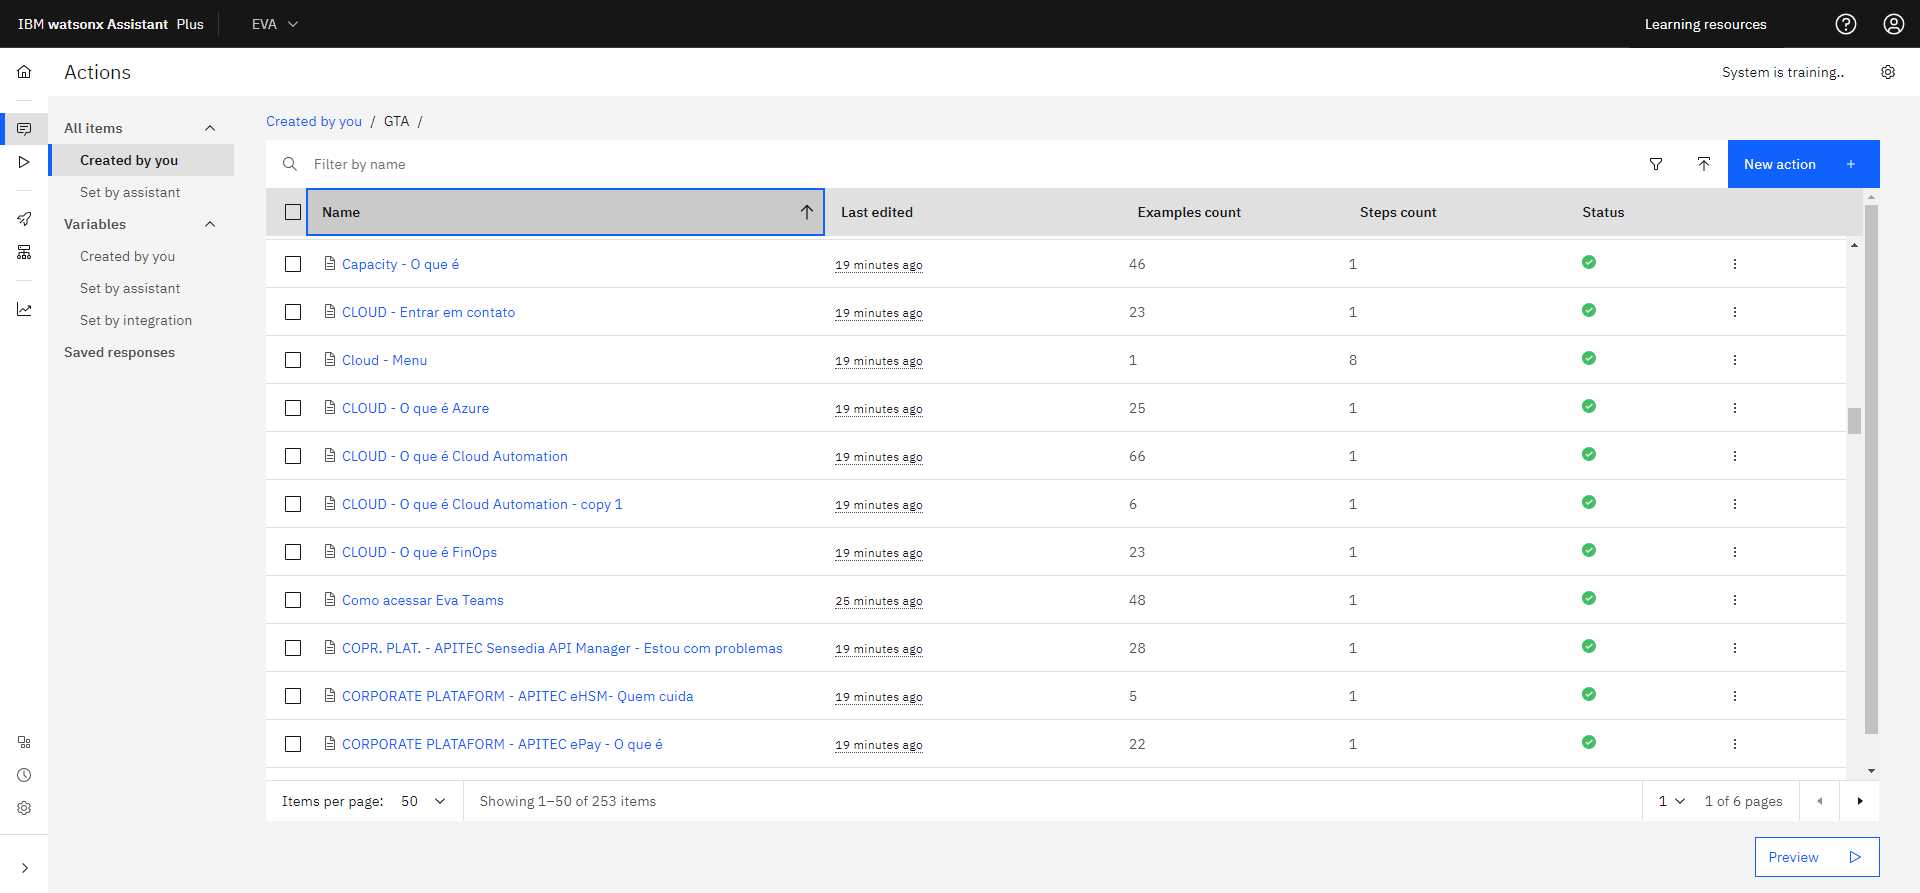 IBM watsonx Assistant Plus
EVA
Learning resources
Actions
System is training..
All items
Created by you
Set by assistant
Variables
Created by you
Set by assistant
Set by integration
Saved responses
Created by you / GTA /
Filter by name
New action +
Name Last edited Examples count Steps count Status
Capacity - O que é 19 minutes ago 46 1
CLOUD - Entrar em contato 19 minutes ago 23 1
Cloud - Menu 19 minutes ago 1 8
CLOUD - O que é Azure 19 minutes ago 25 1
CLOUD - O que é Cloud Automation 19 minutes ago 66 1
CLOUD - O que é Cloud Automation - copy 1 19 minutes ago 6 1
CLOUD - O que é FinOps 19 minutes ago 23 1
Como acessar Eva Teams 25 minutes ago 48 1
COPR. PLAT. - APITEC Sensedia API Manager - Estou com problemas 19 minutes ago 28 1
CORPORATE PLATAFORM - APITEC eHSM- Quem cuida 19 minutes ago 5 1
CORPORATE PLATAFORM - APITEC ePay - O que é 19 minutes ago 22 1
Items per page: 50 Showing 1–50 of 253 items 1 1 of 6 pages
Preview